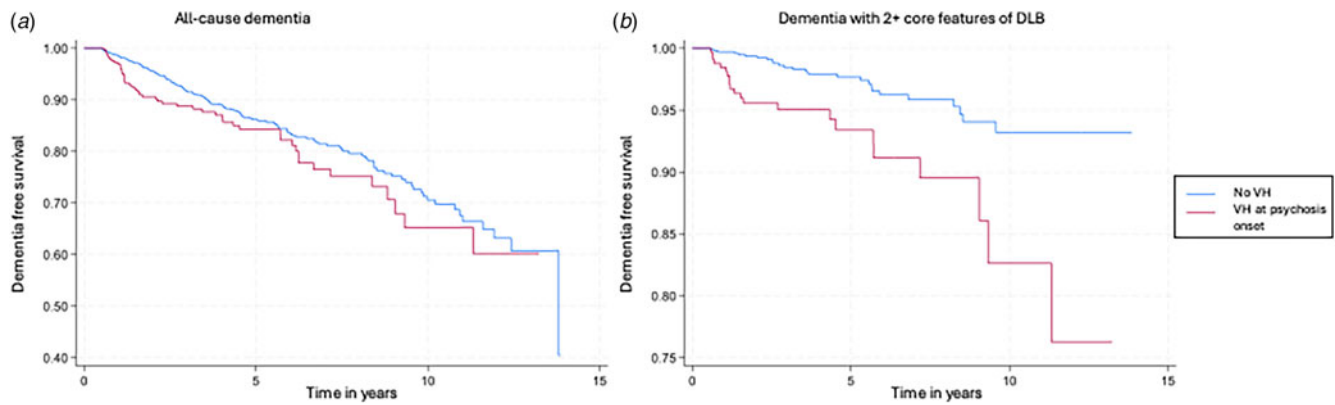 (a)
All-cause dementia
Dementia free survival
1.00
0.90
0.80
0.70
0.60
0.50
0.40
0
5
10
15
Time in years
(b)
Dementia with 2+ core features of DLB
Dementia free survival
1.00
0.95
0.90
0.85
0.80
0.75
0
5
10
15
Time in years
No VH
VH at psychosis
onset